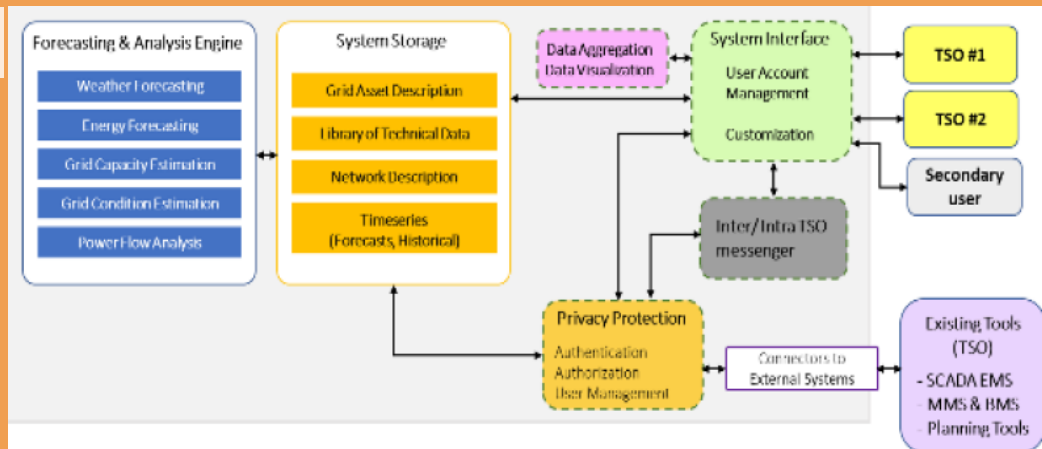 Forecasting & Analysis Engine
Weather Forecasting
Energy Forecasting
Grid Capacity Estimation
Grid Condition Estimation
Power Flow Analysis
System Storage
Grid Asset Description
Library of Technical Data
Network Description
Timeseries
(Forecasts, Historical)
Data Aggregation
Data Visualization
System Interface
User Account
Management
Customization
TSO #1
TSO #2
Secondary
user
Inter/Intra TSO
messenger
Privacy Protection
Authentication
Authorization
User Management
Connectors to
External Systems
Existing Tools
(TSO)
- SCADA EMS
- MMS & BMS
- Planning Tools